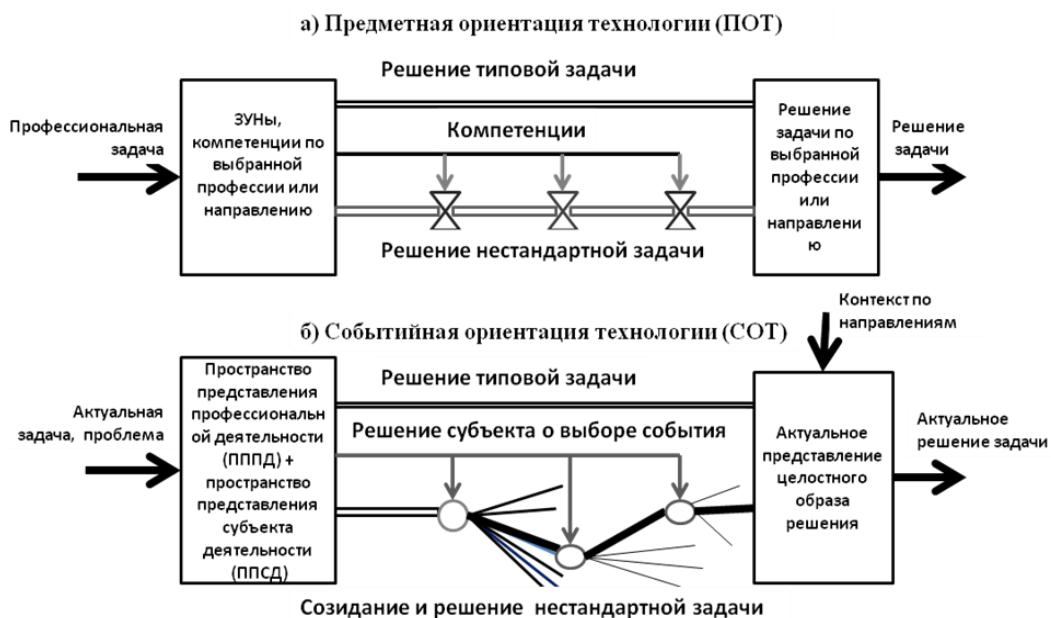 а) Предметная ориентация технологии (ПОТ)
Решение типовой задачи
Профессиональная
задача
ЗУНы,
компетенции по
выбранной
профессии или
направлению
Компетенции
Решение нестандартной задачи
Решение
задачи по
выбранной
профессии
или
направлени
ю
Решение
задачи
б) Событийная ориентация технологии (СОТ)
Контекст по
направлениям
Решение типовой задачи
Актуальная
задача, проблема
Пространство
представления
профессиональн
ой деятельности
(ПППД) +
пространство
представления
субъекта
деятельности
(ППСД)
Решение субъекта о выборе события
Актуальное
представление
целостного
образа
решения
Актуальное
решение задачи
Созидание и решение нестандартной задачи